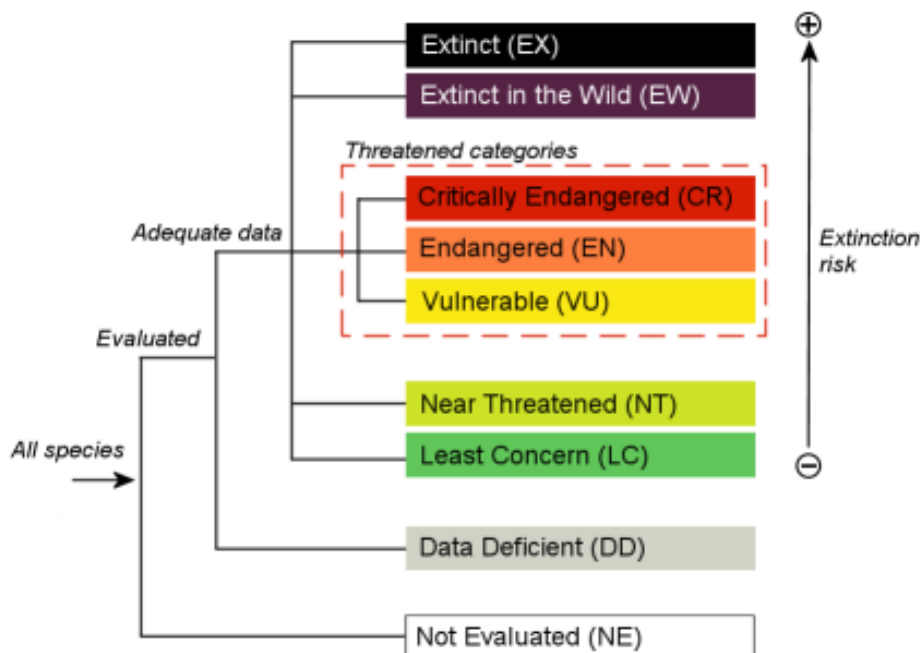 Extinct (EX)
Extinct in the Wild (EW)
Threatened categories
Critically Endangered (CR)
Adequate data
Endangered (EN)
Extinction
risk
Vulnerable (VU)
Evaluated
Near Threatened (NT)
All species
Least Concern (LC)
Data Deficient (DD)
Not Evaluated (NE)